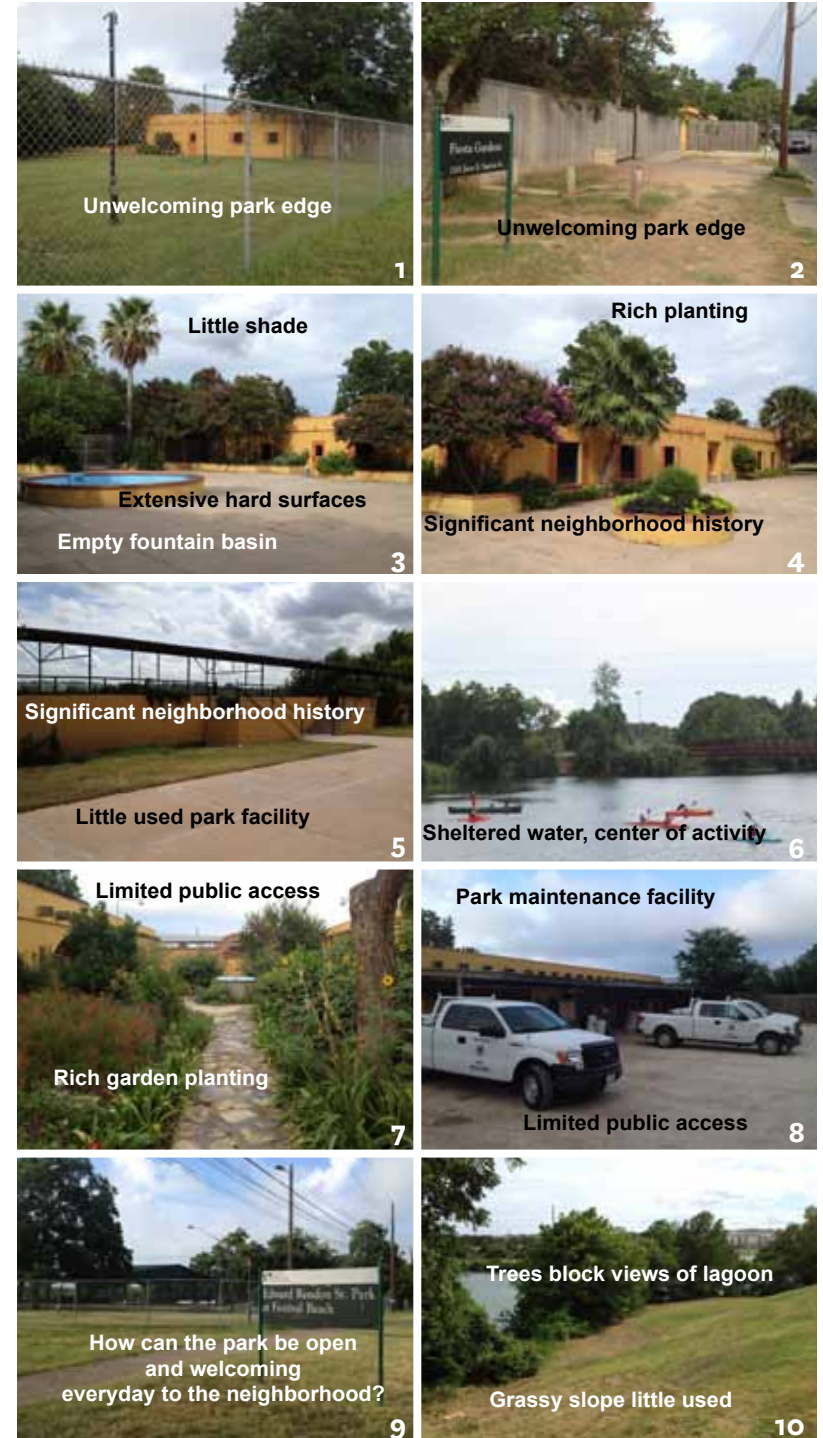 Unwelcoming park edge
1
Fiesta Gardens
Unwelcoming park edge
2
Little shade
Extensive hard surfaces
Empty fountain basin
3
Rich planting
Significant neighborhood history
4
Significant neighborhood history
Little used park facility
5
Sheltered water, center of activity
6
Limited public access
Rich garden planting
7
Park maintenance facility
Limited public access
8
Edward Rendon Sr. Park
at Festival Beach
How can the park be open
and welcoming
everyday to the neighborhood?
9
Trees block views of lagoon
Grassy slope little used
10